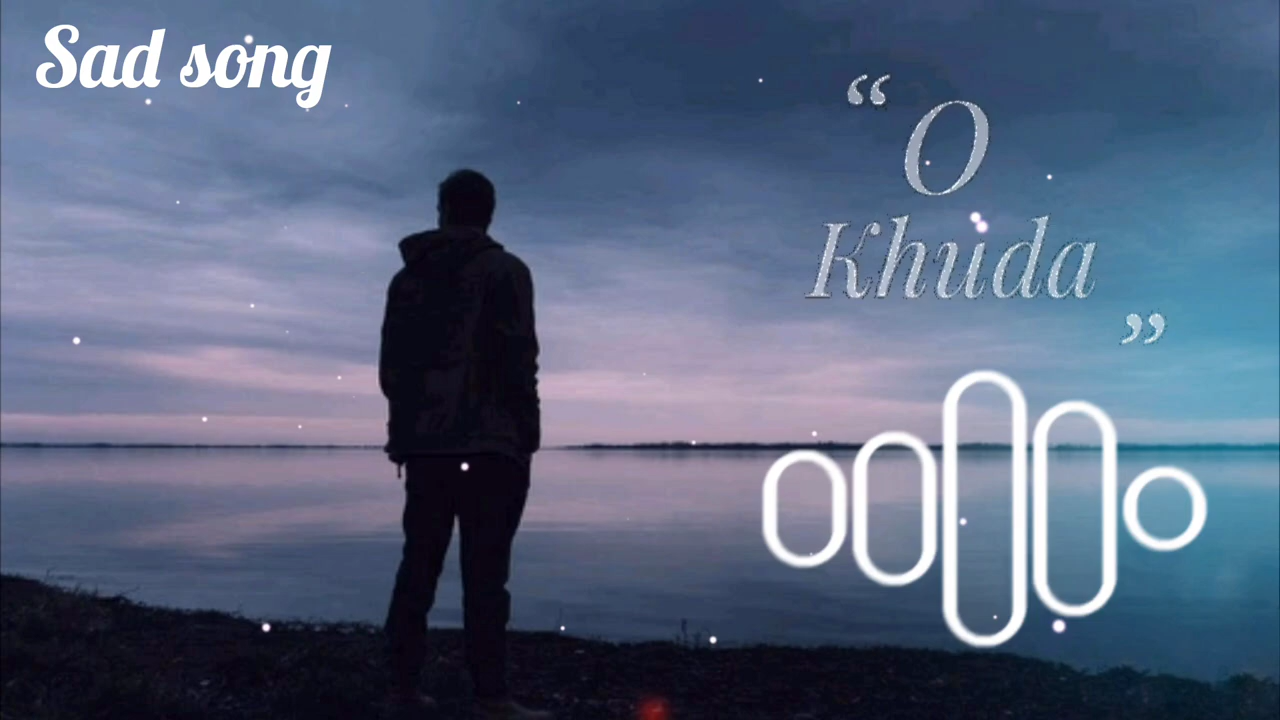 Sad song
“ O
Khuda ”